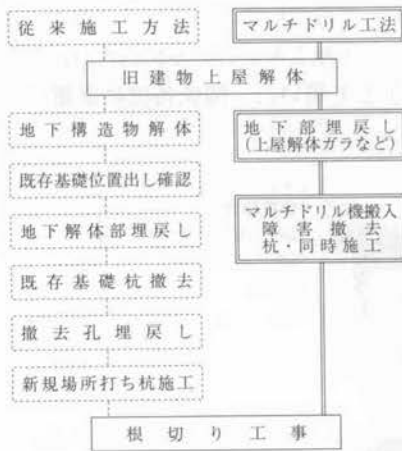 従来施工方法
マルチドリル工法
旧建物上屋解体
地下構造物解体
既存基礎位置出し確認
地下解体部埋戻し
既存基礎杭撤去
撤去孔埋戻し
新規場所打ち杭施工
地下部埋戻し
(上屋解体ガラなど)
マルチドリル機搬入
障害撤去
杭・同時施工
根切り工事